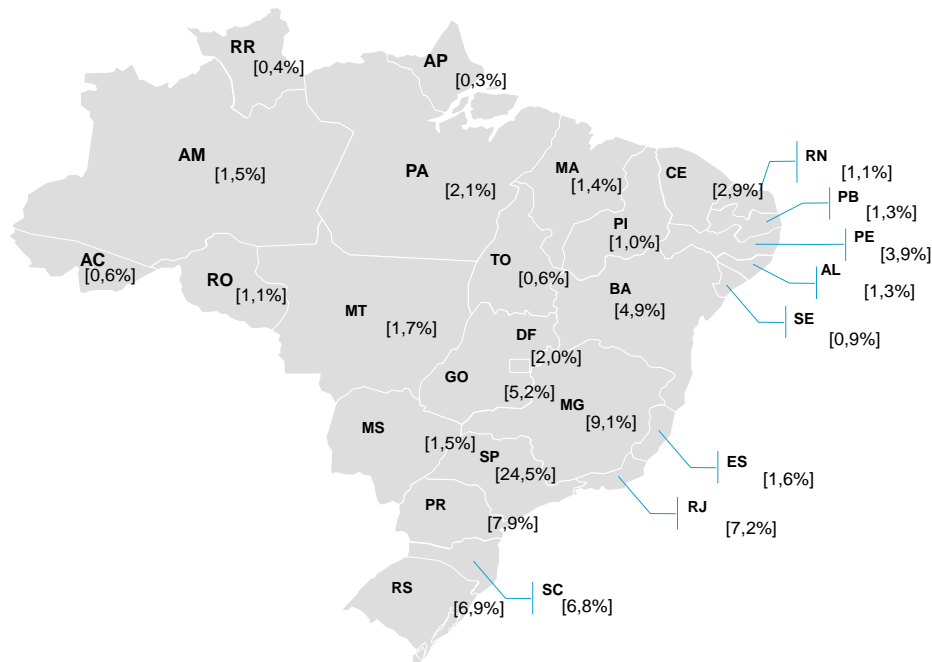 RR
[0,4%]
AP
[0,3%]
AM
[1,5%]
PA
[2,1%]
MA
[1,4%]
CE
[2,9%]
RN
[1,1%]
PB
[1,3%]
PI
[1,0%]
PE
[3,9%]
AC
[0,6%]
RO
[1,1%]
TO
[0,6%]
AL
[1,3%]
BA
[4,9%]
MT
[1,7%]
SE
[0,9%]
DF
[2,0%]
GO
[5,2%]
MG
[9,1%]
MS
[1,5%]
SP
[24,5%]
ES
[1,6%]
RJ
[7,2%]
PR
[7,9%]
RS
[6,9%]
SC
[6,8%]